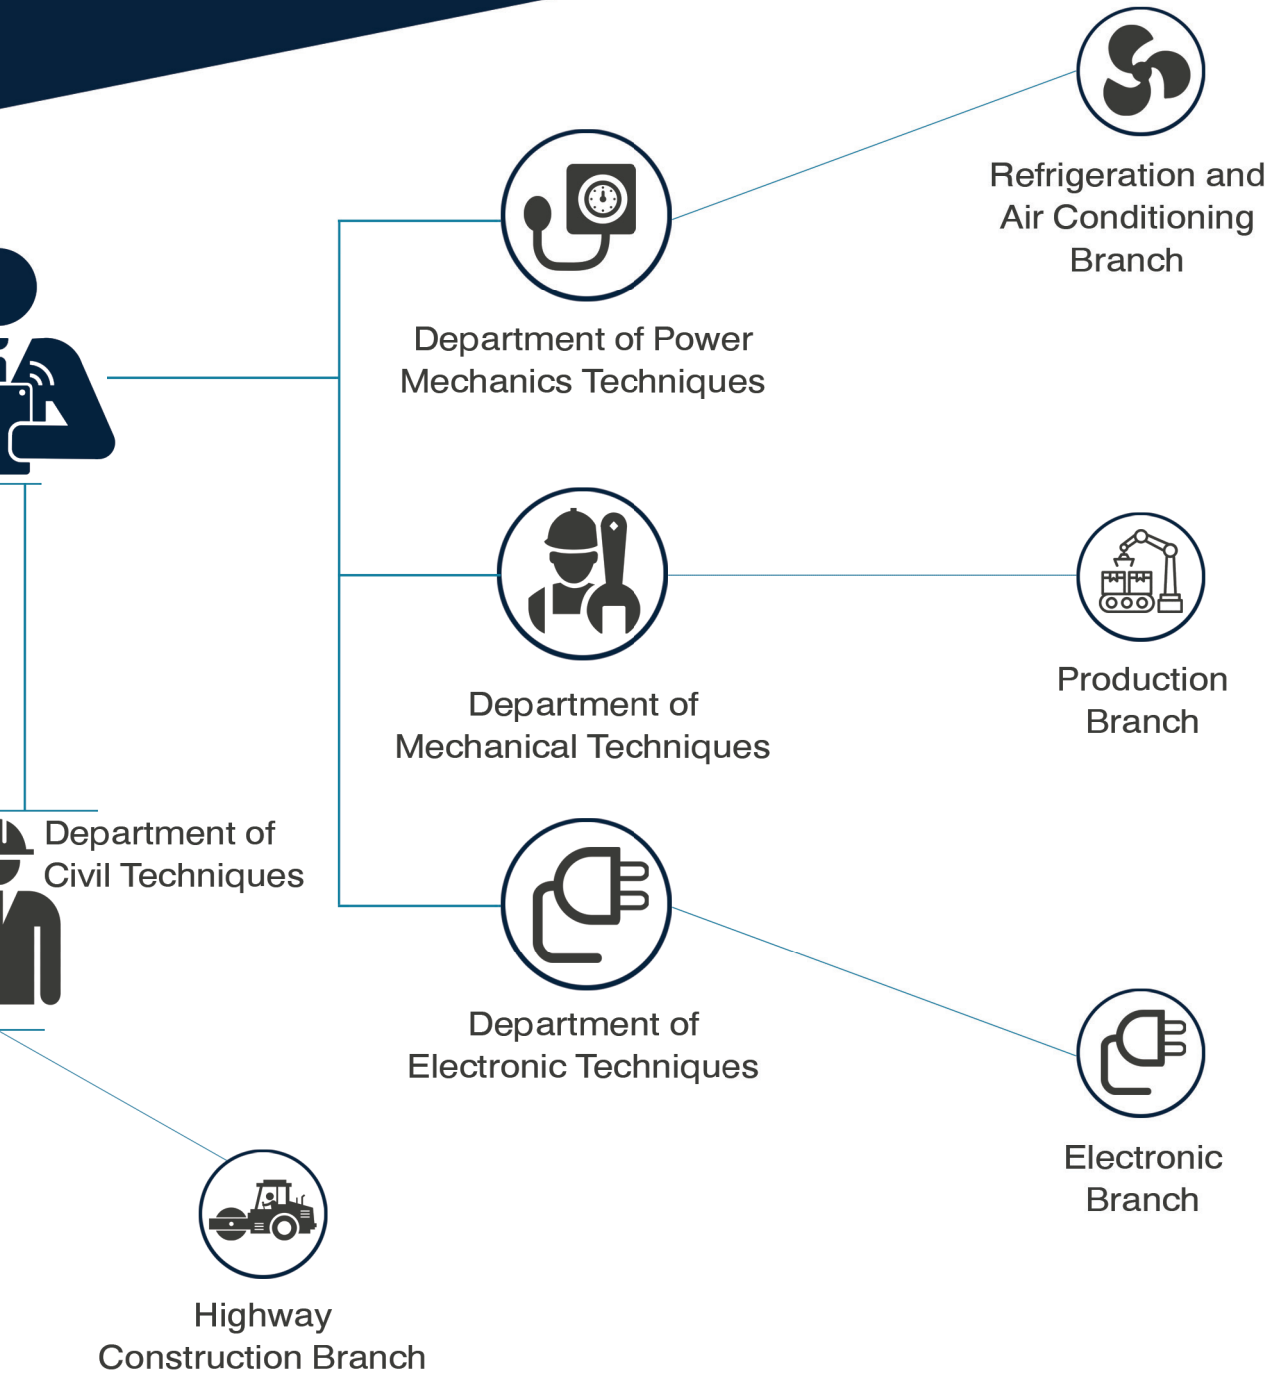 Refrigeration and
Air Conditioning
Branch
Department of Power
Mechanics Techniques
Department of
Mechanical Techniques
Production
Branch
Department of
Civil Techniques
Department of
Electronic Techniques
Electronic
Branch
Highway
Construction Branch